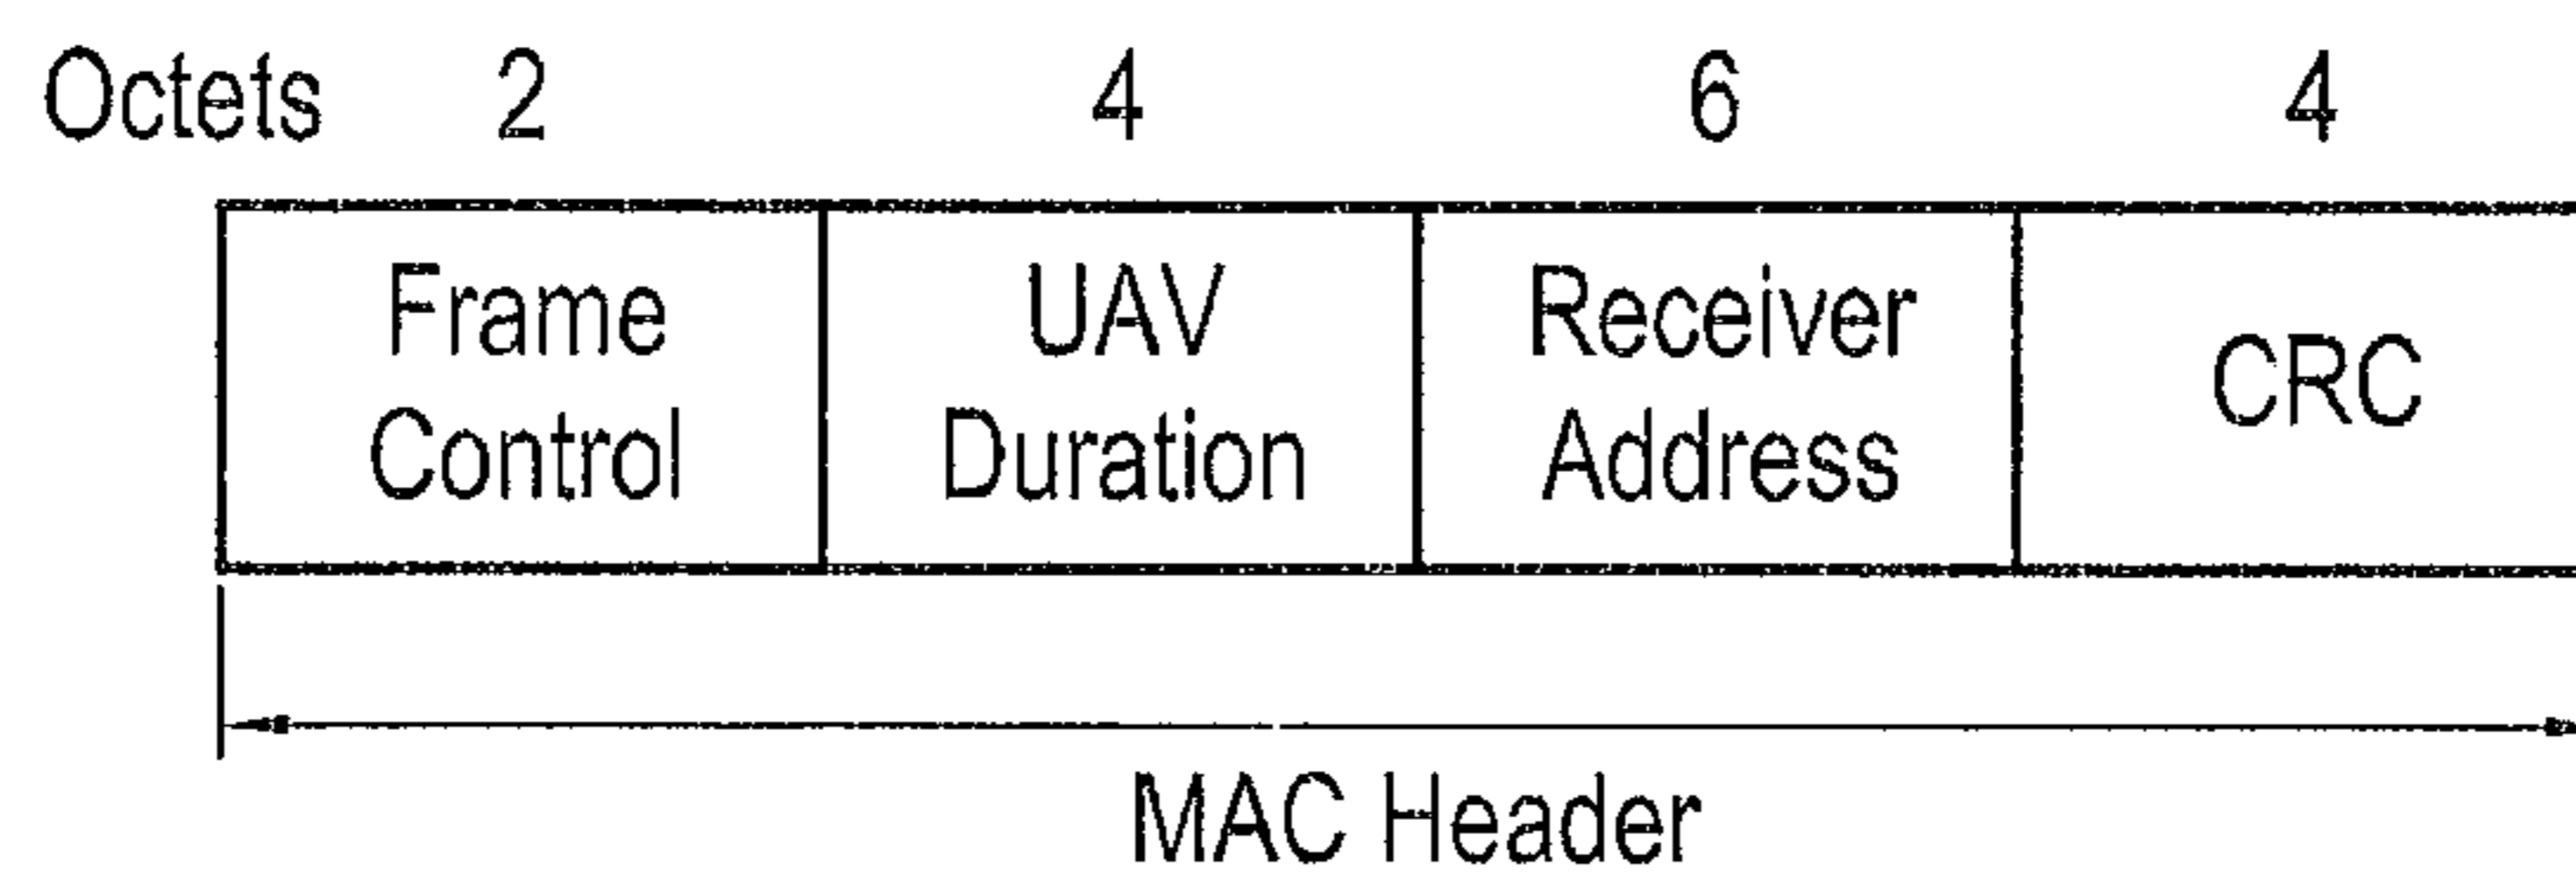 Octets 2 4 6 4
Frame Control UAV Duration Receiver Address CRC
MAC Header